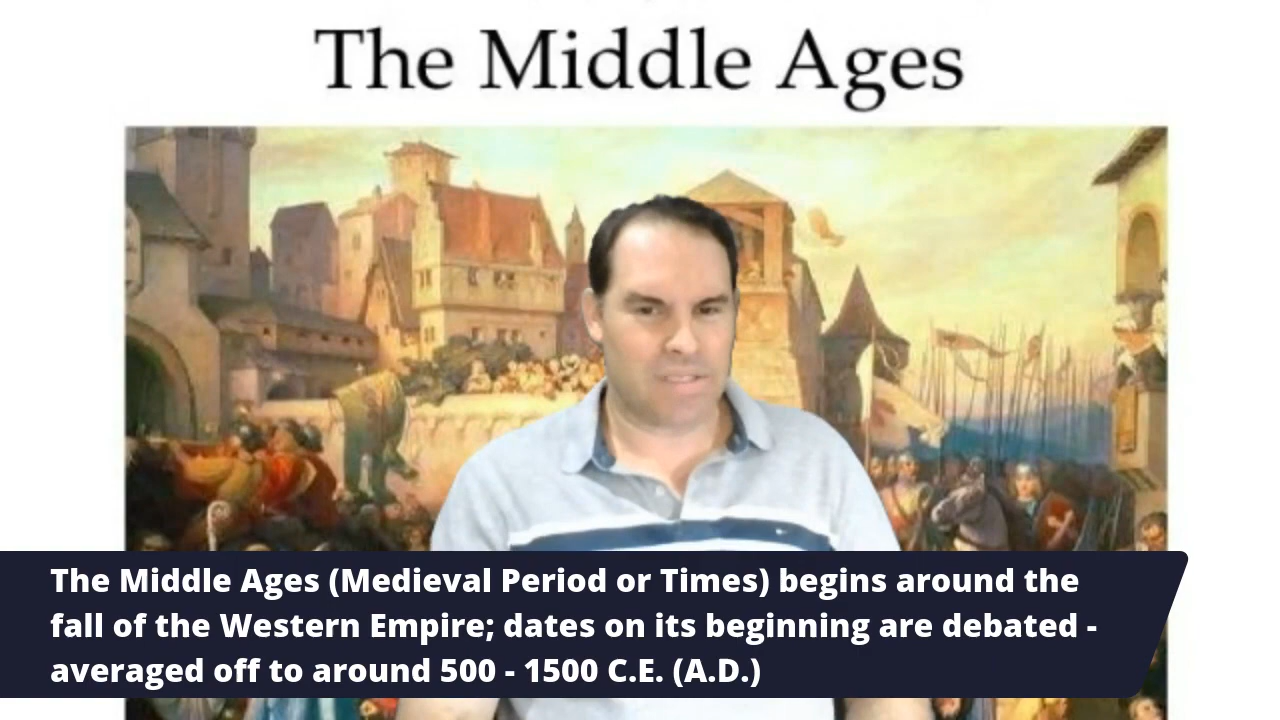 The Middle Ages
The Middle Ages (Medieval Period or Times) begins around the
fall of the Western Empire; dates on its beginning are debated -
averaged off to around 500 - 1500 C.E. (A.D.)